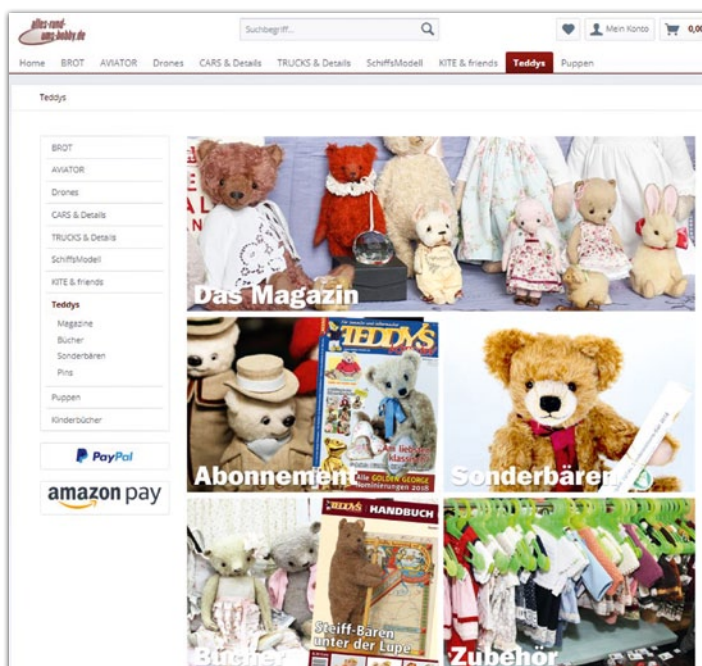 alles-rund-
ums-hobby.de
Suchbegriff...
Mein Konto
0,00
Home BROT AVIATOR Drones CARS & Details TRUCKS & Details SchiffsModell KITE & friends Teddys Puppen
Teddys
BROT
AVIATOR
Drones
CARS & Details
TRUCKS & Details
SchiffsModell
KITE & friends
Teddys
Magazine
Bücher
Sonderbären
Pins
Puppen
Kinderbücher
PayPal
amazon pay
Das Magazin
TEDDYS
Am liebsten
klassisch
Alle GOLDEN GEORGE
Nominierungen 2018
Abonnement
Sonderbären
TEDDYS HANDBUCH
Steiff-Bären
unter der Lupe
Bücher
Zubehör